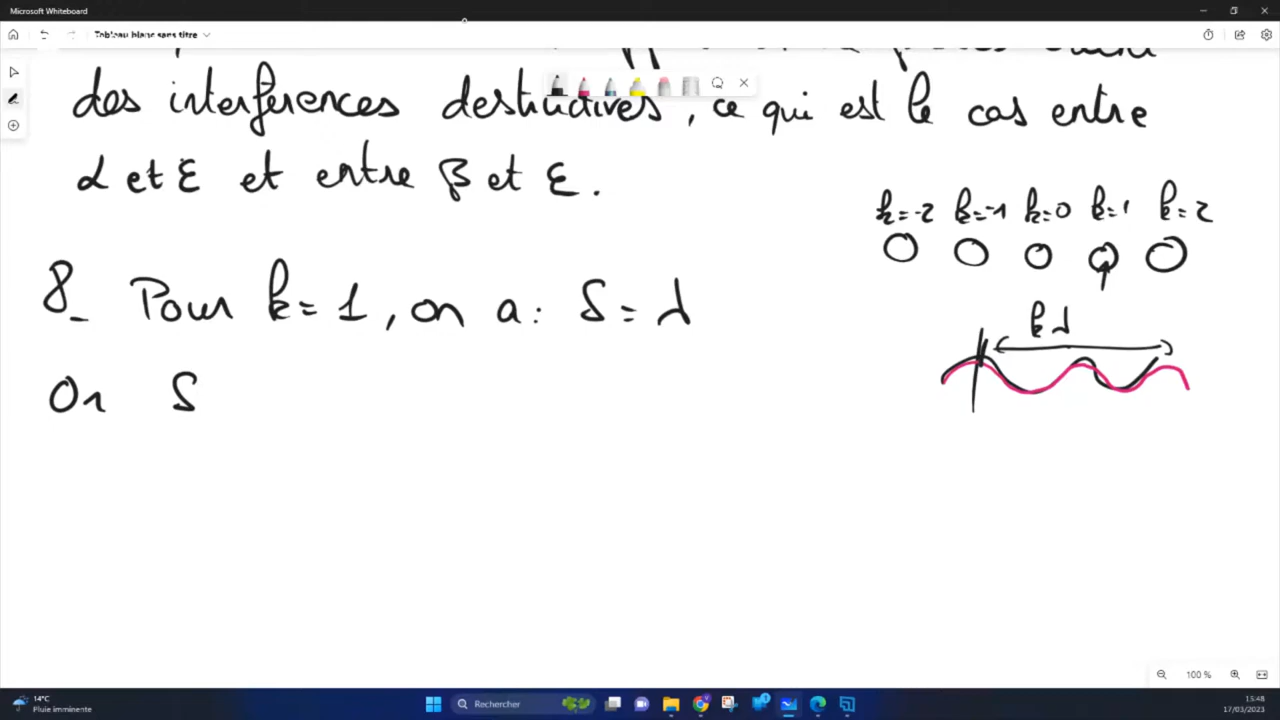 Microsoft Whiteboard
Tableau blanc sans titre
des interférences destructives, ce qui est le cas entre
α et ε et entre β et ε.
k=-2 k=-1 k=0 k=1 k=2
8_ Pour k=1, on a: δ=λ
kλ
On δ
100 %
14°C
Pluie imminente
Rechercher
15:48
17/03/2023